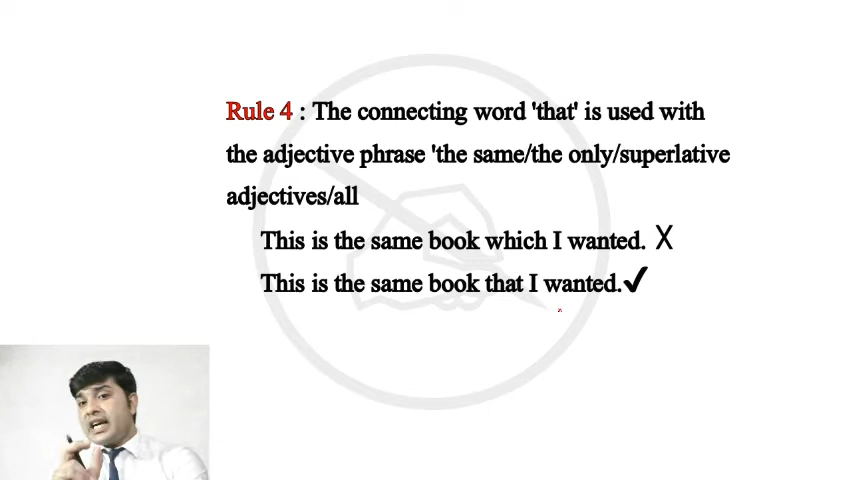 Rule 4 : The connecting word 'that' is used with
the adjective phrase 'the same/the only/superlative
adjectives/all
This is the same book which I wanted. X
This is the same book that I wanted.✔